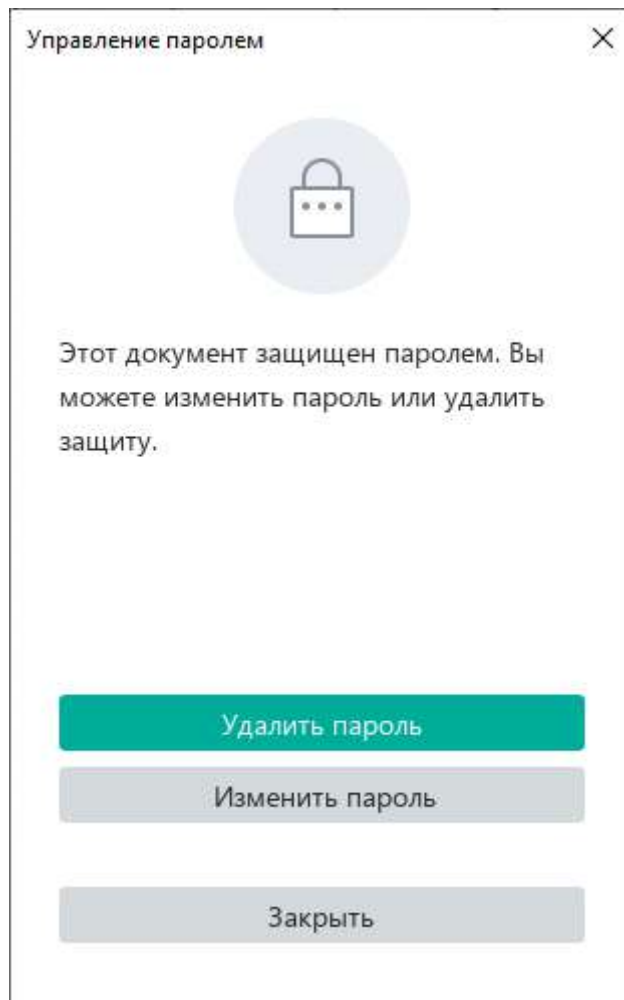 Управление паролем
Этот документ защищен паролем. Вы
можете изменить пароль или удалить
защиту.
Удалить пароль
Изменить пароль
Закрыть